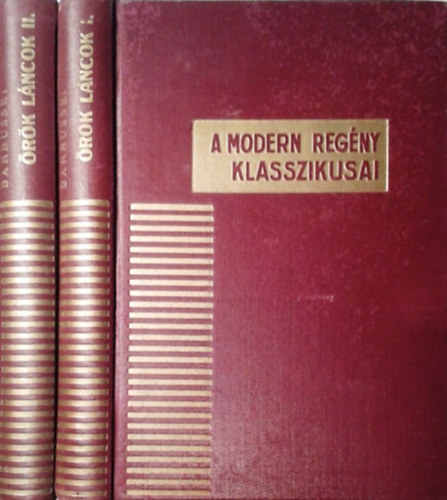 BARBUSSE:
ÖRÖK LÁNCOK II.
BARBUSSE:
ÖRÖK LÁNCOK I.
A MODERN REGÉNY
KLASSZIKUSAI